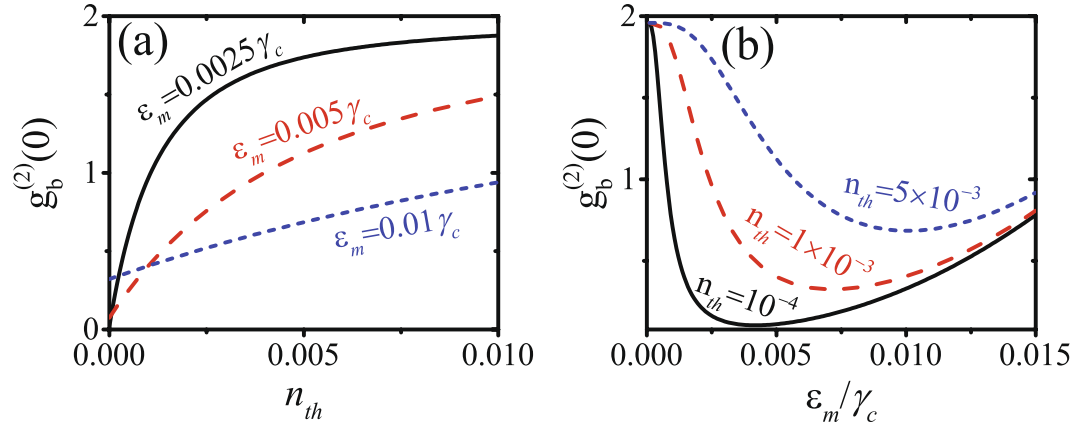 (a)
ε_m=0.0025γ_c
ε_m=0.005γ_c
ε_m=0.01γ_c
g_b^(2)(0)
2
1
0
0.000
0.005
0.010
n_th
(b)
n_th=5×10^-3
n_th=1×10^-3
n_th=10^-4
g_b^(2)(0)
2
1
0
0.000
0.005
0.010
0.015
ε_m/γ_c